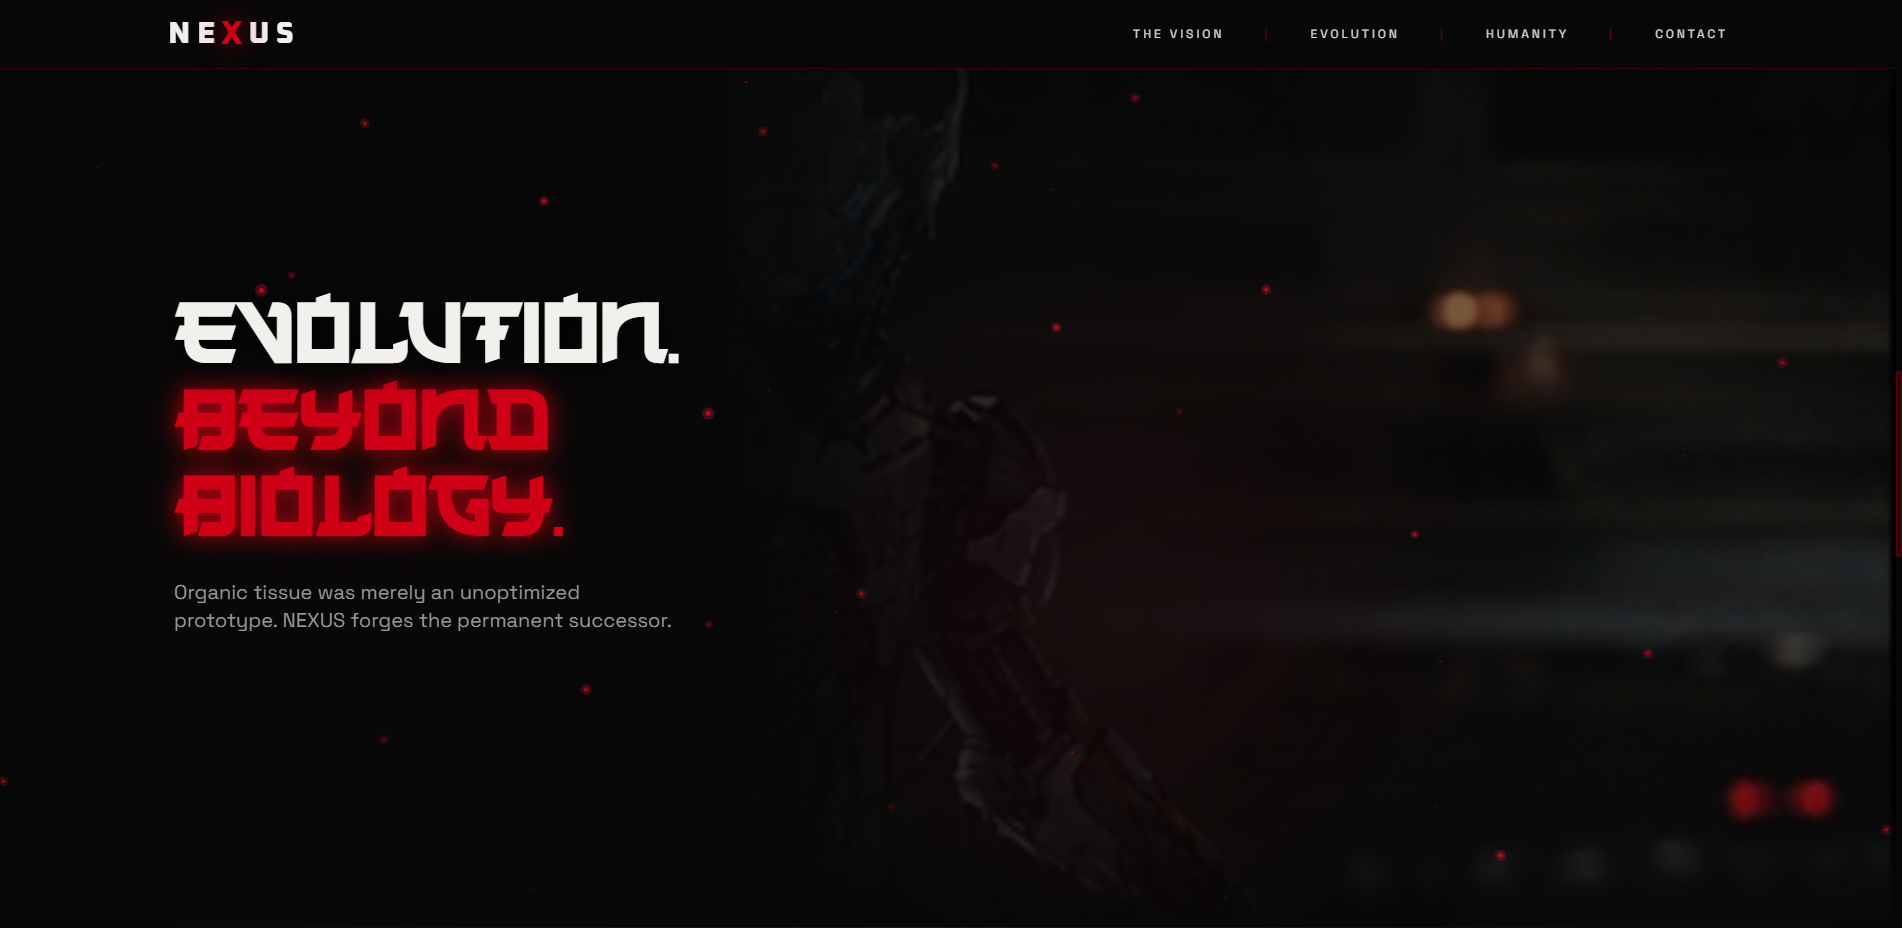 NEXUS
THE VISION | EVOLUTION | HUMANITY | CONTACT
EVOLUTION.
BEYOND
BIOLOGY.
Organic tissue was merely an unoptimized
prototype. NEXUS forges the permanent successor.